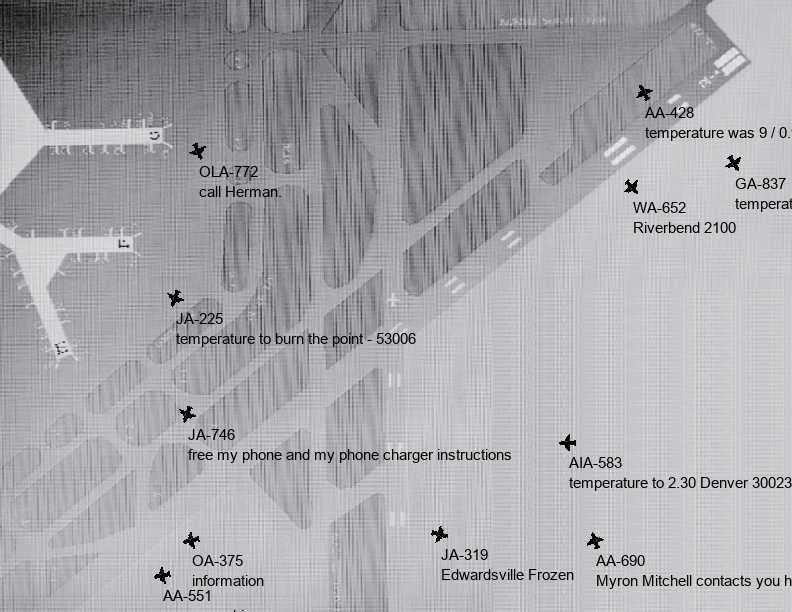 AA-428
temperature was 9 / 0.
OLA-772
call Herman.
GA-837
temperat
WA-652
Riverbend 2100
JA-225
temperature to burn the point - 53006
JA-746
free my phone and my phone charger instructions
AIA-583
temperature to 2.30 Denver 30023
JA-319
Edwardsville Frozen
OA-375
information
AA-690
Myron Mitchell contacts you h
AA-551